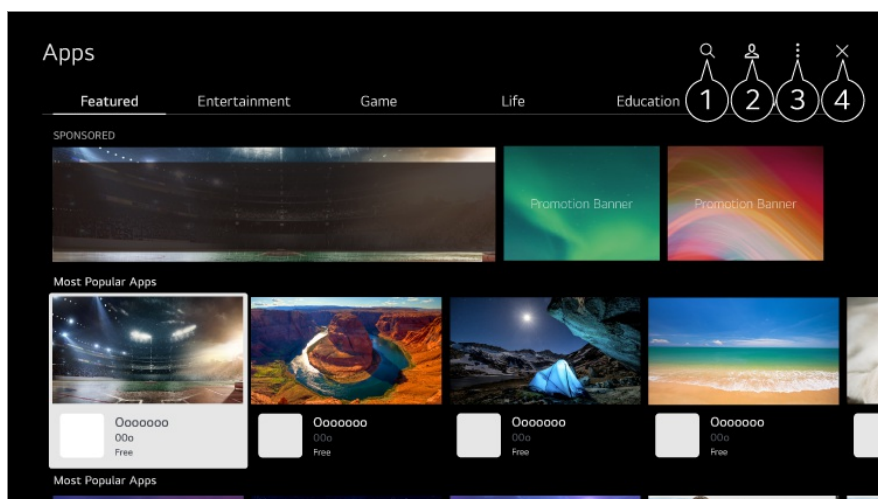 Apps
Featured Entertainment Game Life Education
1 2 3 4
SPONSORED
Promotion Banner Promotion Banner
Most Popular Apps
Ooooooo Ooooooo Ooooooo Ooooooo
00o 00o 00o 00o
Free Free Free Free
Most Popular Apps